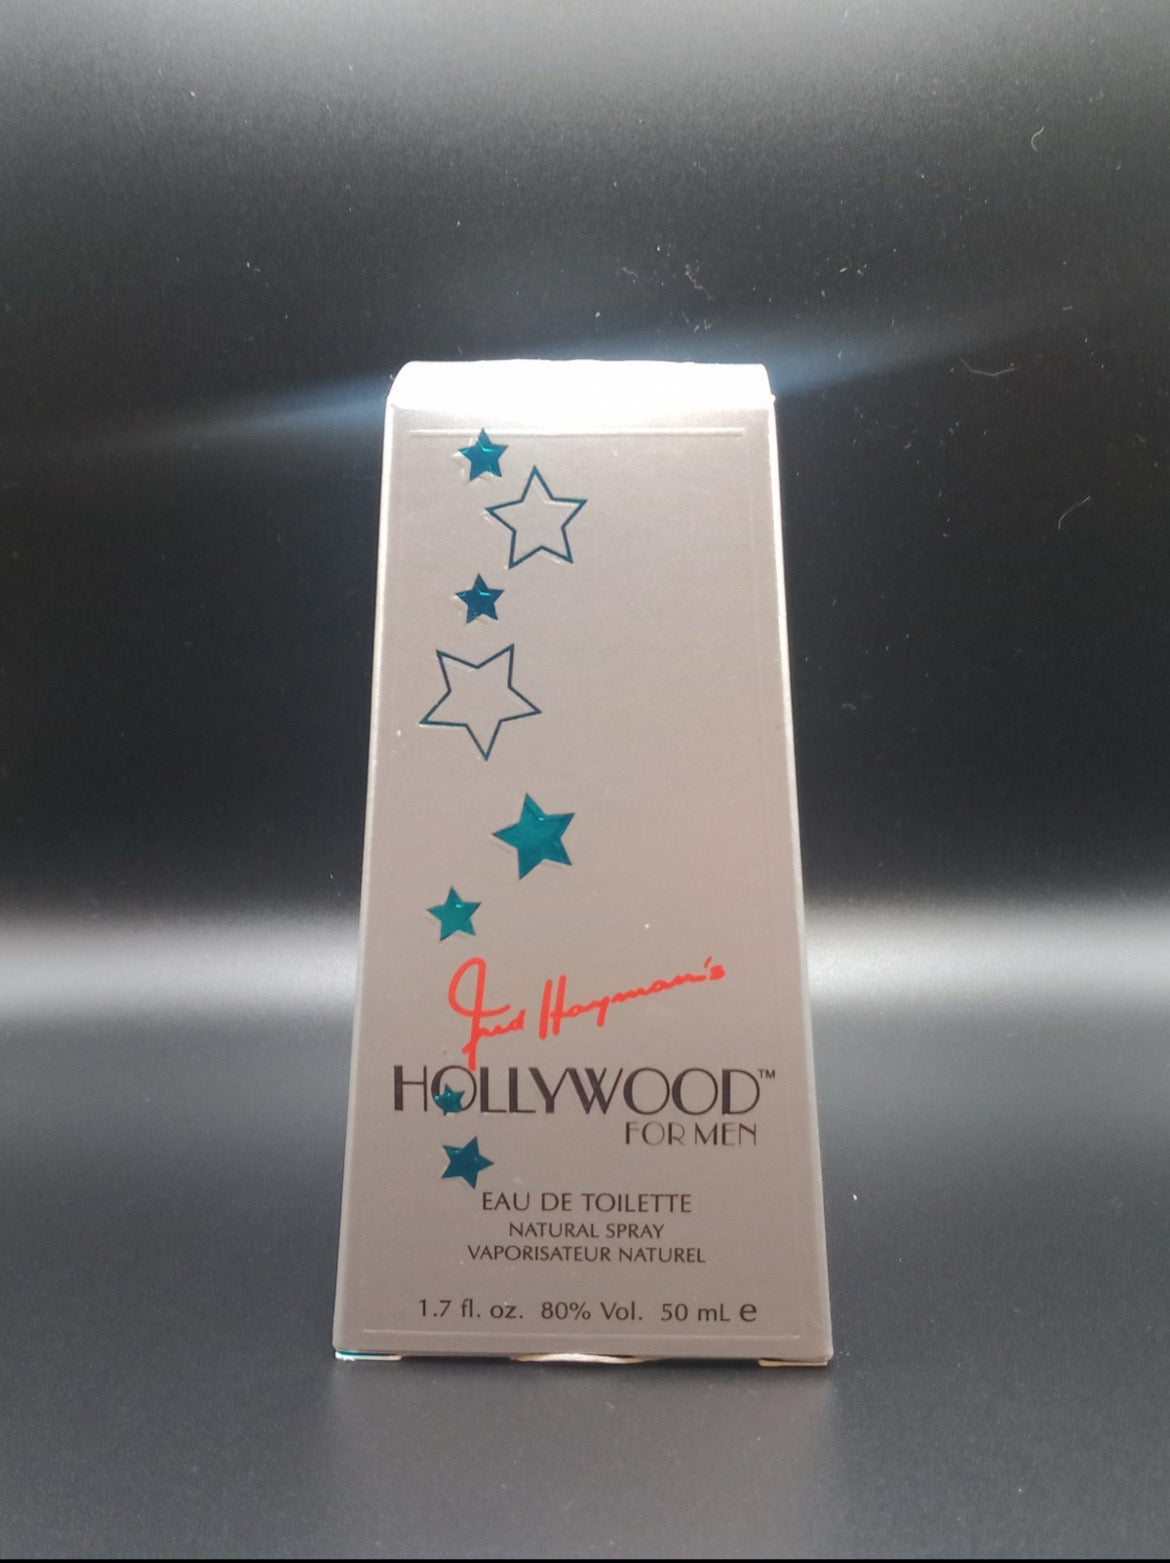 Fred Hayman's
HOLLYWOOD™
FOR MEN
EAU DE TOILETTE
NATURAL SPRAY
VAPORISATEUR NATUREL
1.7 fl. oz. 80% Vol. 50 mL ℮